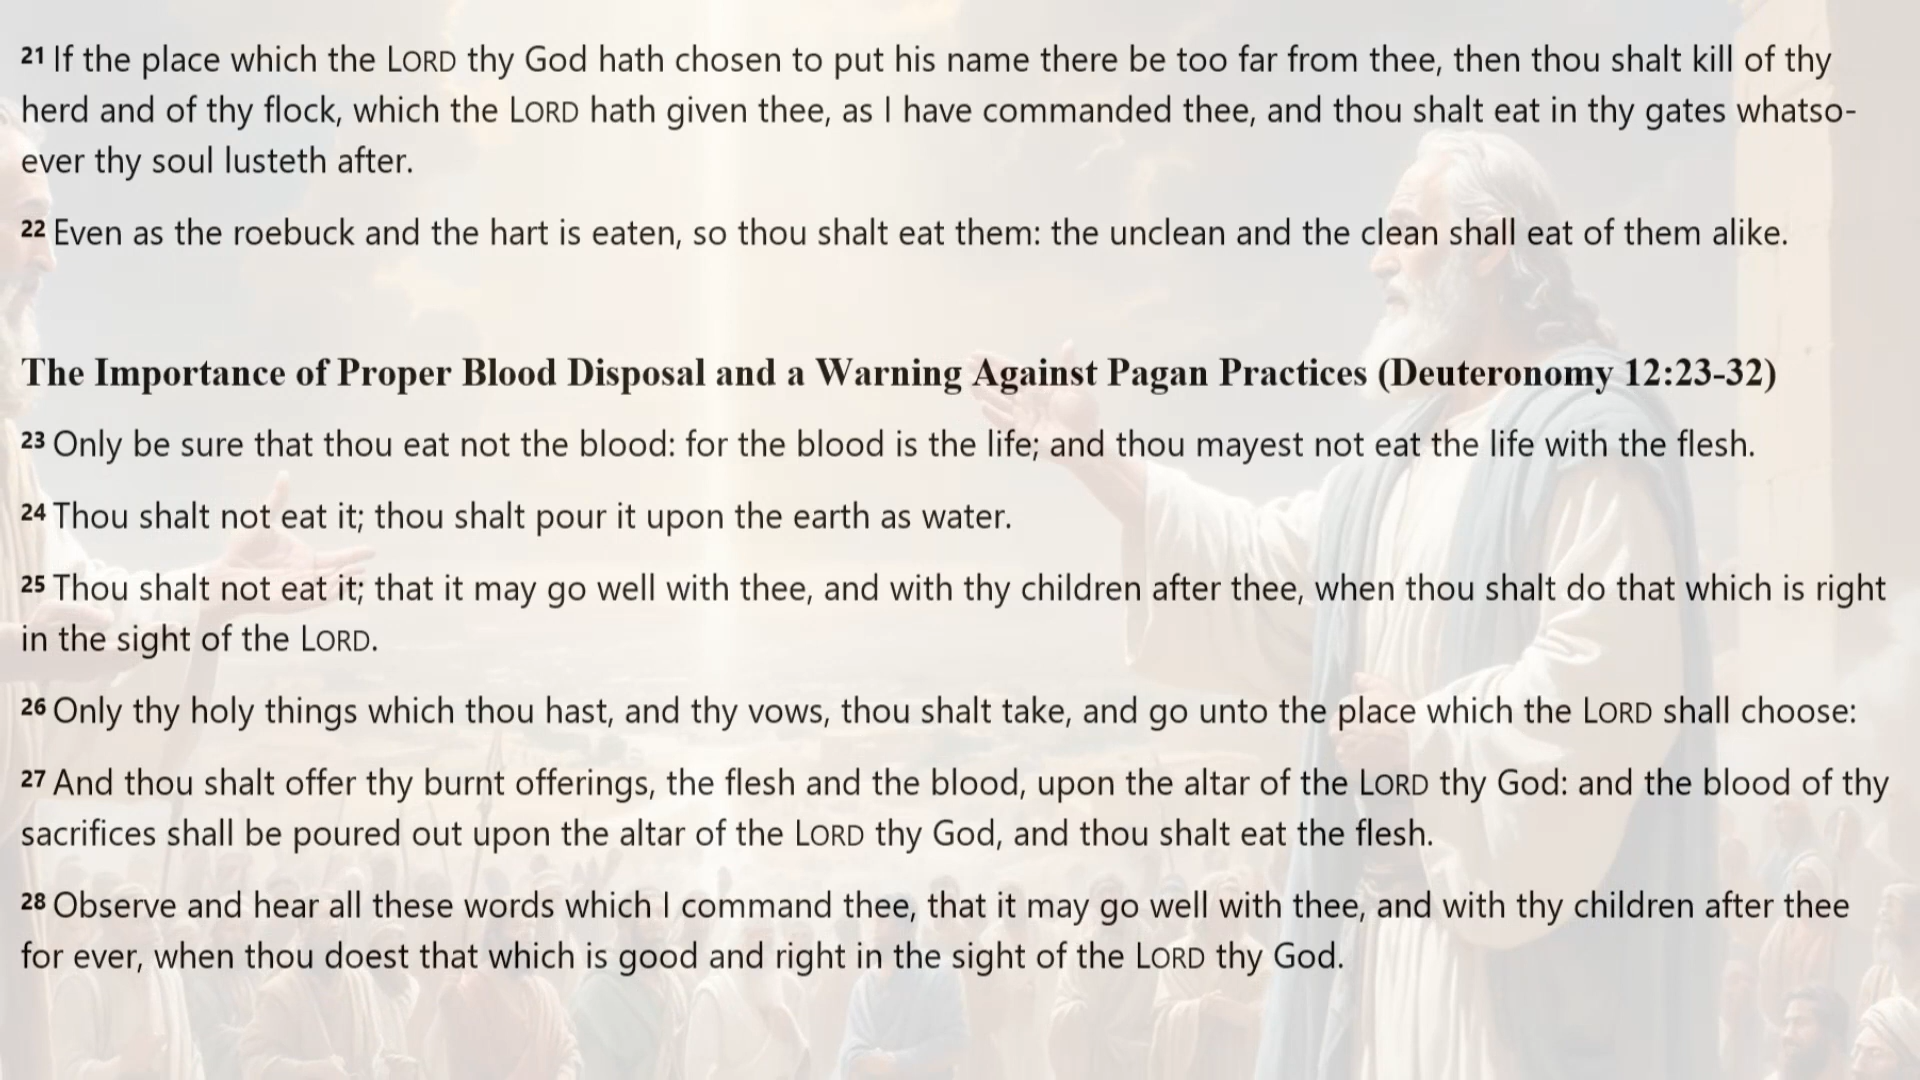 21 If the place which the LORD thy God hath chosen to put his name there be too far from thee, then thou shalt kill of thy
herd and of thy flock, which the LORD hath given thee, as I have commanded thee, and thou shalt eat in thy gates whatso-
ever thy soul lusteth after.
22 Even as the roebuck and the hart is eaten, so thou shalt eat them: the unclean and the clean shall eat of them alike.
The Importance of Proper Blood Disposal and a Warning Against Pagan Practices (Deuteronomy 12:23-32)
23 Only be sure that thou eat not the blood: for the blood is the life; and thou mayest not eat the life with the flesh.
24 Thou shalt not eat it; thou shalt pour it upon the earth as water.
25 Thou shalt not eat it; that it may go well with thee, and with thy children after thee, when thou shalt do that which is right
in the sight of the LORD.
26 Only thy holy things which thou hast, and thy vows, thou shalt take, and go unto the place which the LORD shall choose:
27 And thou shalt offer thy burnt offerings, the flesh and the blood, upon the altar of the LORD thy God: and the blood of thy
sacrifices shall be poured out upon the altar of the LORD thy God, and thou shalt eat the flesh.
28 Observe and hear all these words which I command thee, that it may go well with thee, and with thy children after thee
for ever, when thou doest that which is good and right in the sight of the LORD thy God.